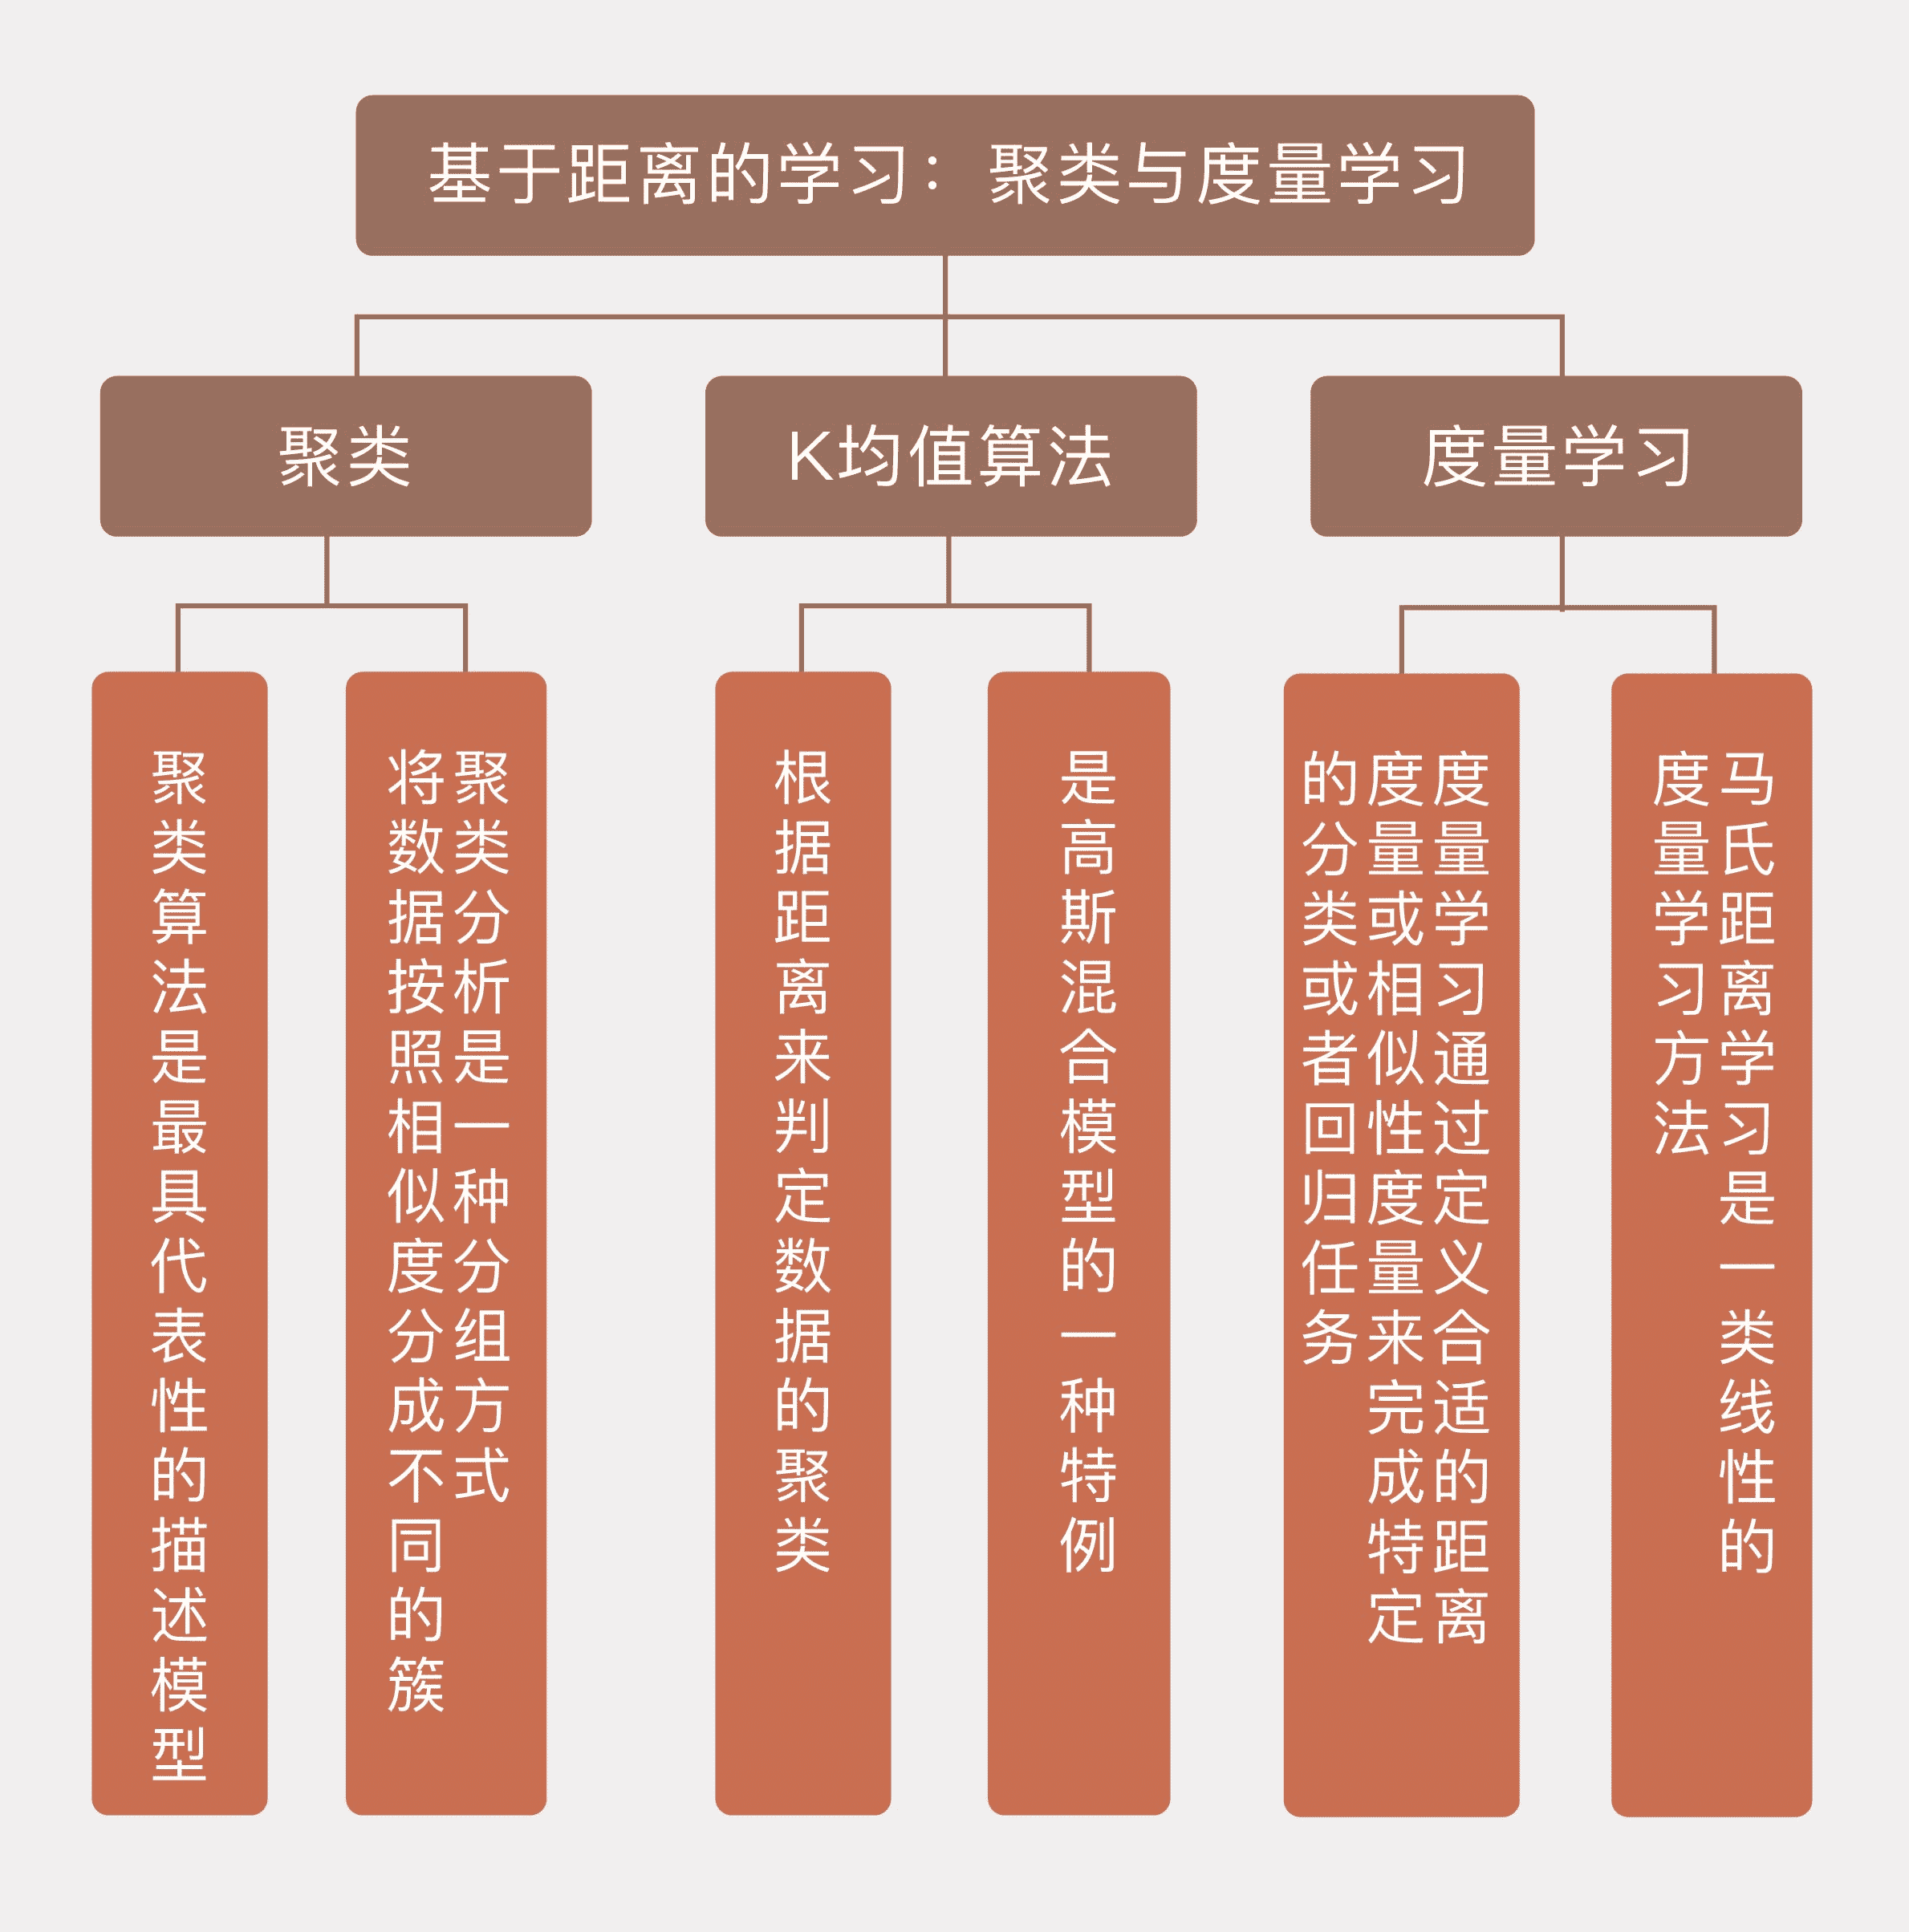 基于距离的学习：聚类与度量学习
聚类
K均值算法
度量学习
聚类算法是最具代表性的描述模型
聚类分析是一种分组方式
将数据按照相似度分成不同的簇
根据距离来判定数据的聚类
是高斯混合模型的一种特例
度量学习通过定义合适的距离
度量或相似性度量来完成特定
的分类或者回归任务
马氏距离学习是一类线性的
度量学习方法